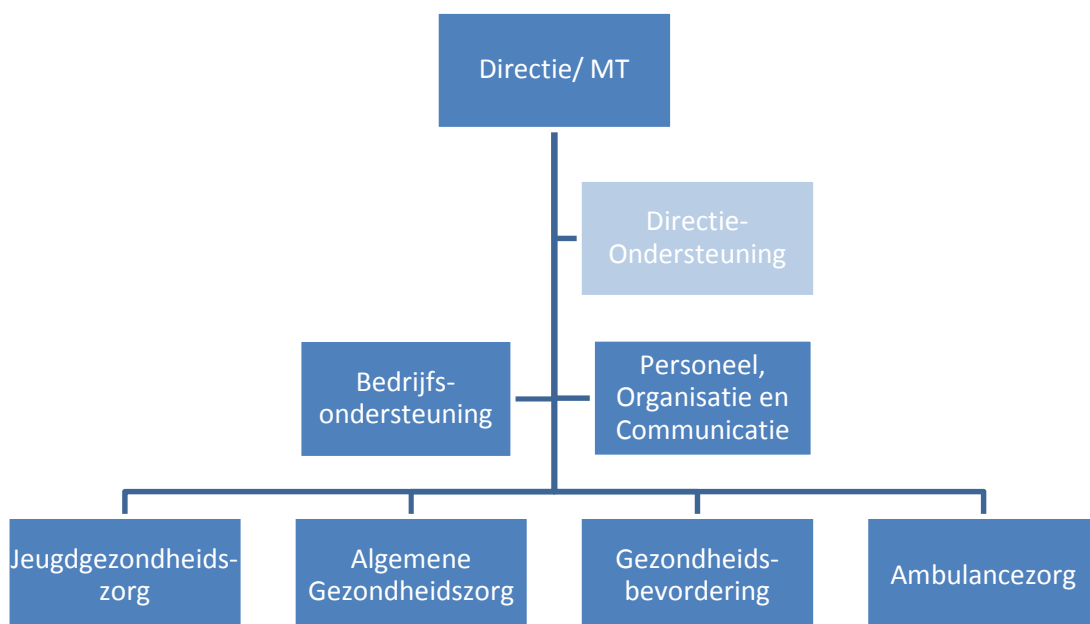 Directie/ MT
Directie-
Ondersteuning
Bedrijfs-
ondersteuning
Personeel,
Organisatie en
Communicatie
Jeugdgezondheids-
zorg
Algemene
Gezondheidszorg
Gezondheids-
bevordering
Ambulancezorg